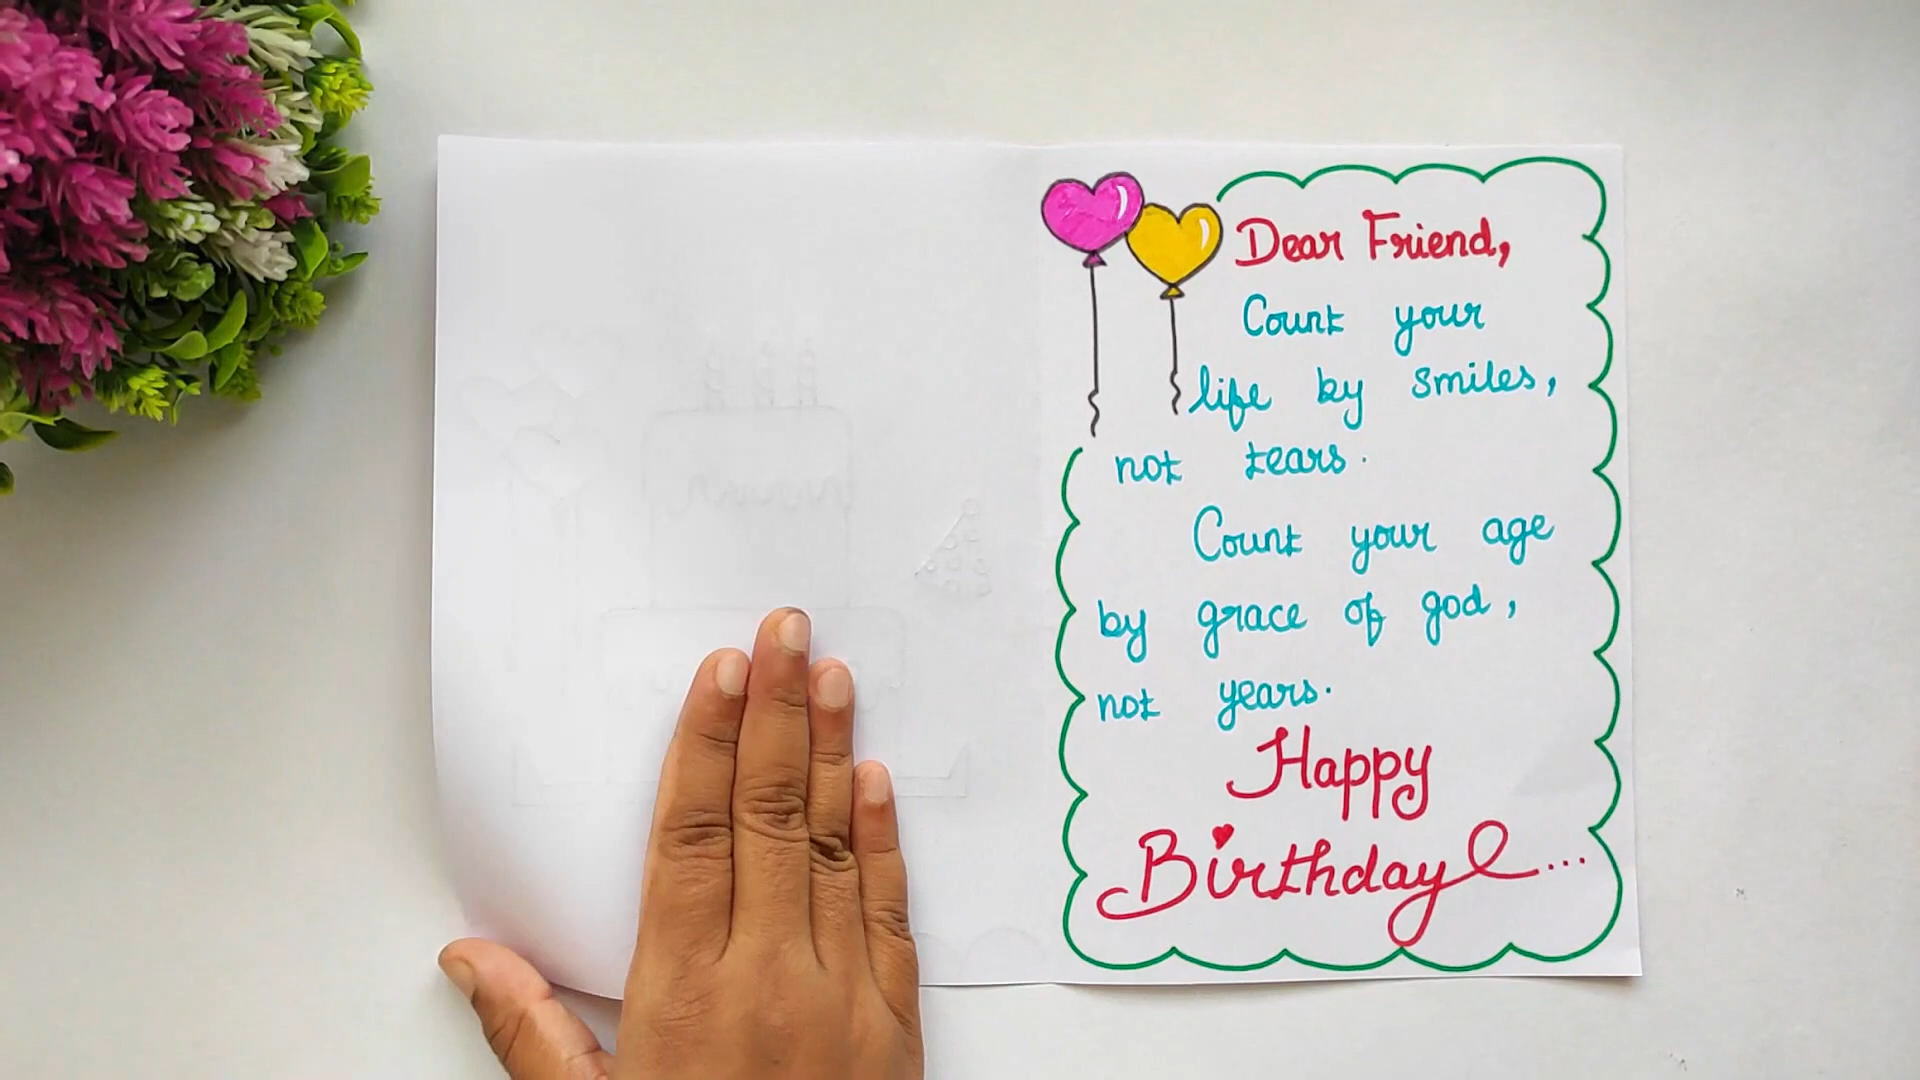 Dear Friend,
Count your
life by smiles,
not tears.
Count your age
by grace of god,
not years.
Happy
Birthday...